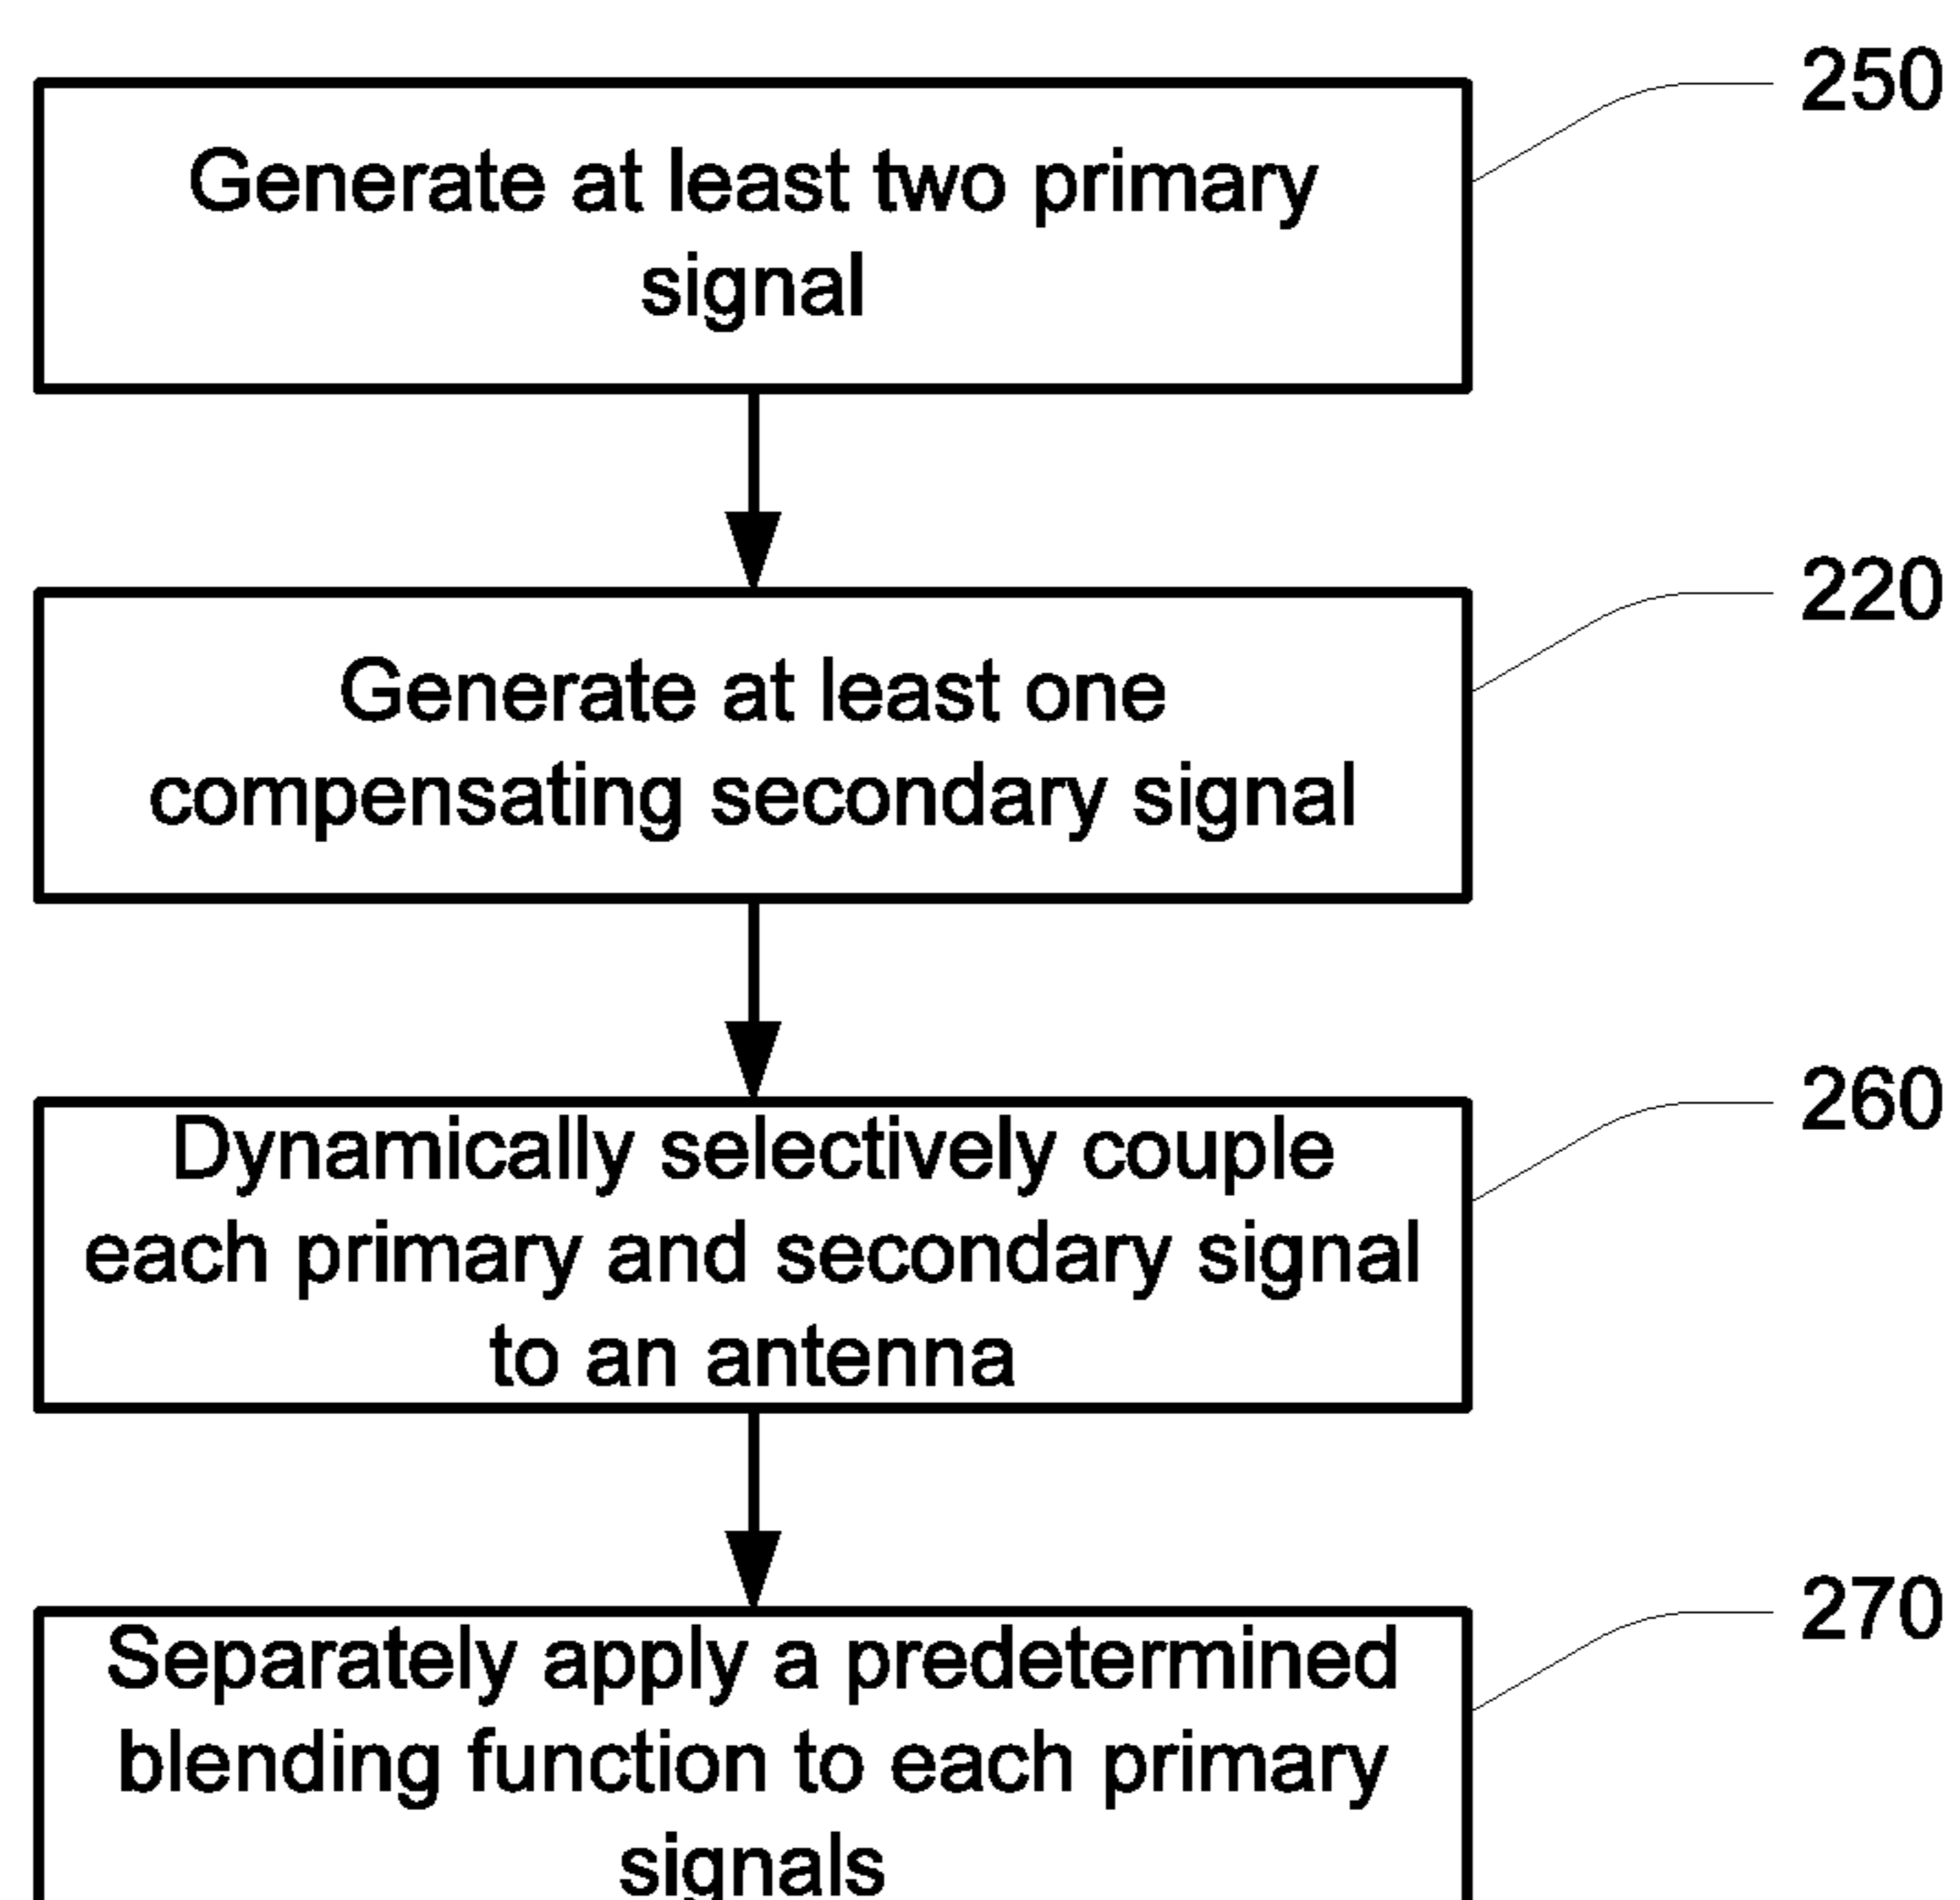 250
Generate at least two primary
signal
220
Generate at least one
compensating secondary signal
260
Dynamically selectively couple
each primary and secondary signal
to an antenna
270
Separately apply a predetermined
blending function to each primary
signals